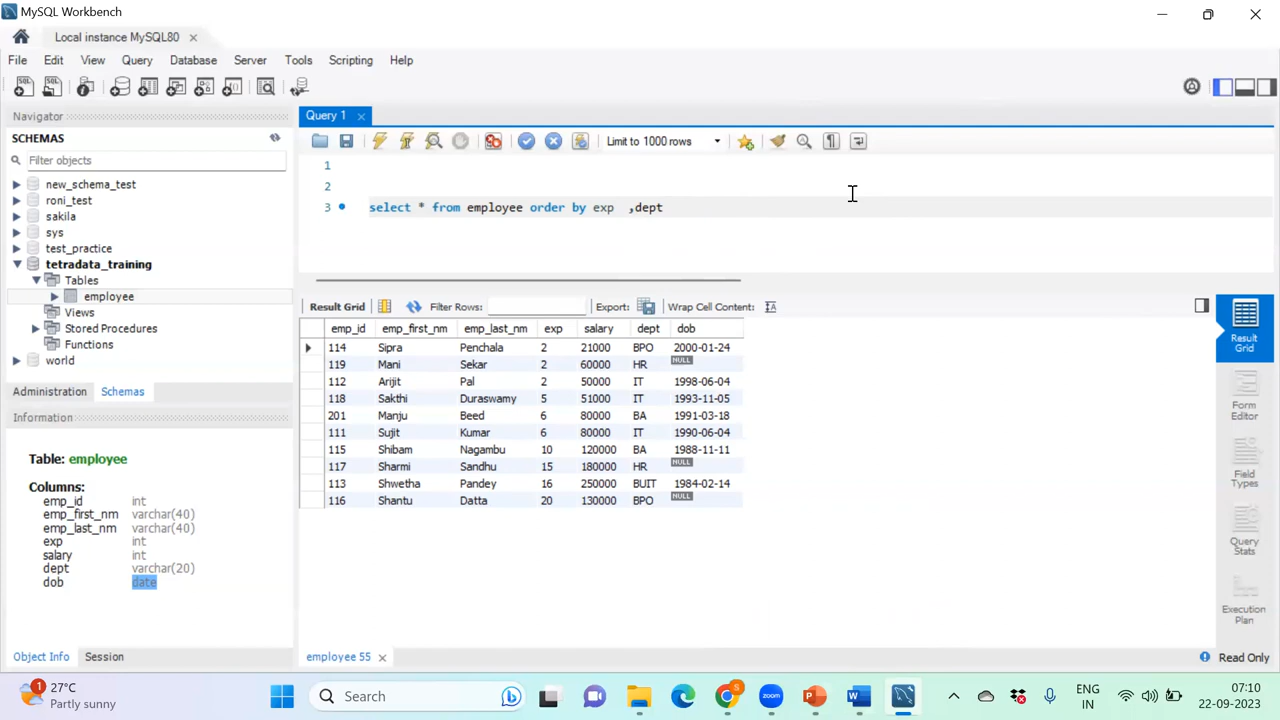 MySQL Workbench
Local instance MySQL80
File Edit View Query Database Server Tools Scripting Help
Navigator
SCHEMAS
Filter objects
new_schema_test
roni_test
sakila
sys
test_practice
tetradata_training
Tables
employee
Views
Stored Procedures
Functions
world
Administration Schemas
Information
Table: employee
Columns:
emp_id int
emp_first_nm varchar(40)
emp_last_nm varchar(40)
exp int
salary int
dept varchar(20)
dob date
Object Info Session
Query 1
Limit to 1000 rows
1
2
3 select * from employee order by exp ,dept
Result Grid Filter Rows: Export: Wrap Cell Content:
emp_id emp_first_nm emp_last_nm exp salary dept dob
114 Sipra Penchala 2 21000 BPO 2000-01-24
119 Mani Sekar 2 60000 HR NULL
112 Arijit Pal 2 50000 IT 1998-06-04
118 Sakthi Duraswamy 5 51000 IT 1993-11-05
201 Manju Beed 6 80000 BA 1991-03-18
111 Sujit Kumar 6 80000 IT 1990-06-04
115 Shibam Nagambu 10 120000 BA 1988-11-11
117 Sharmi Sandhu 15 180000 HR NULL
113 Shwetha Pandey 16 250000 BUIT 1984-02-14
116 Shantu Datta 20 130000 BPO NULL
employee 55
Result
Grid
Form
Editor
Field
Types
Query
Stats
Execution
Plan
Read Only
1
27°C
Partly sunny
Search
S
zoom
P
W
ENG
IN
07:10
22-09-2023